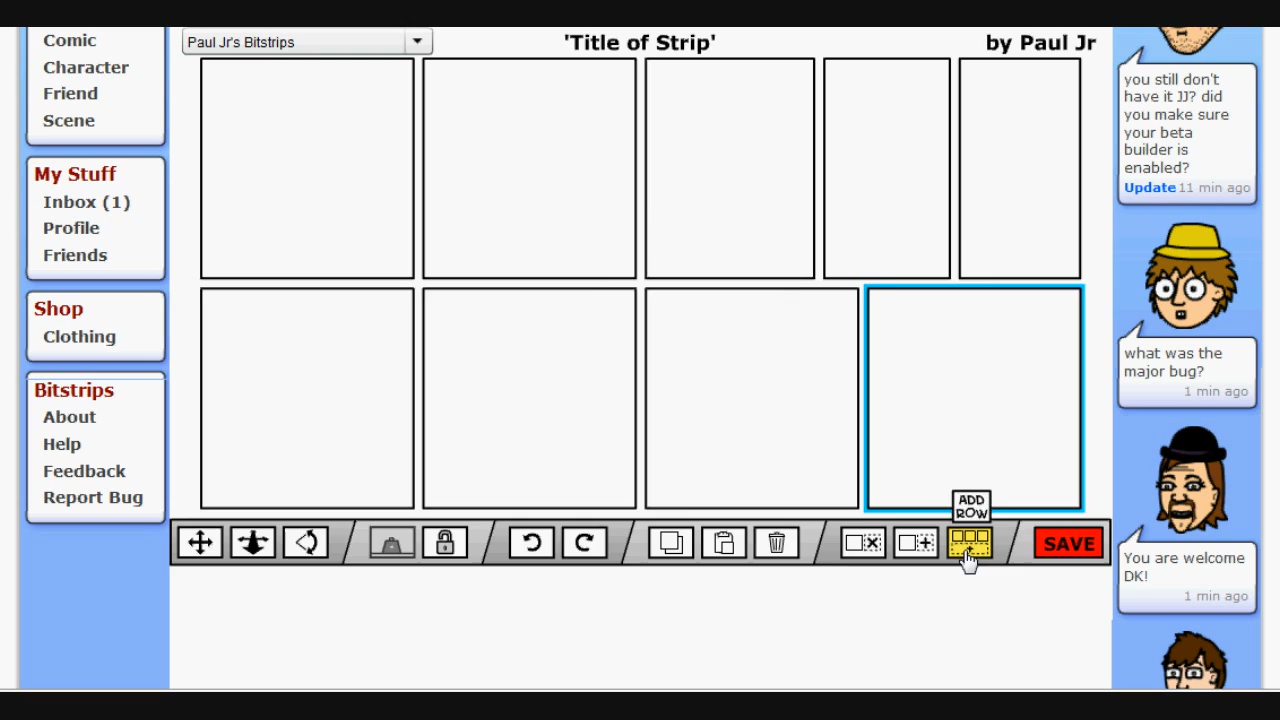 Comic
Character
Friend
Scene
My Stuff
Inbox (1)
Profile
Friends
Shop
Clothing
Bitstrips
About
Help
Feedback
Report Bug
Paul Jr's Bitstrips
'Title of Strip'
by Paul Jr
ADD
ROW
SAVE
you still don't
have it JJ? did
you make sure
your beta
builder is
enabled?
Update 11 min ago
what was the
major bug?
1 min ago
You are welcome
DK!
1 min ago